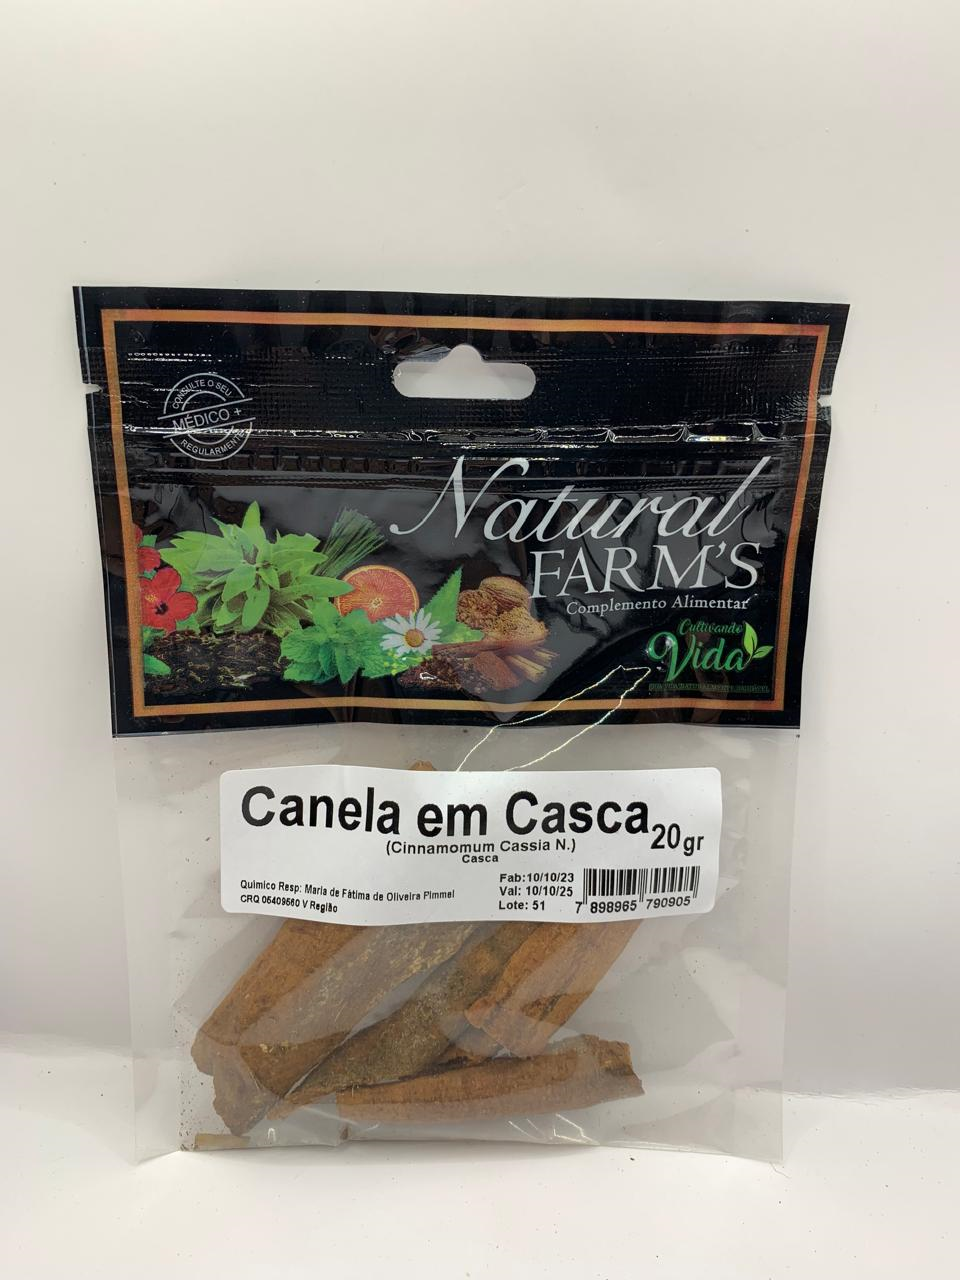 CONSULTE O SEU
MÉDICO +
REGULARMENTE
Natural
FARM'S
Complemento Alimentar
Cultivando
Vida
Canela em Casca 20gr
(Cinnamomum Cassia N.)
Casca
Quimico Resp: Maria de Fátima de Oliveira Pimmel
CRQ 05409560 V Região
Fab:10/10/23
Val: 10/10/25
Lote: 51
7 898965 790905